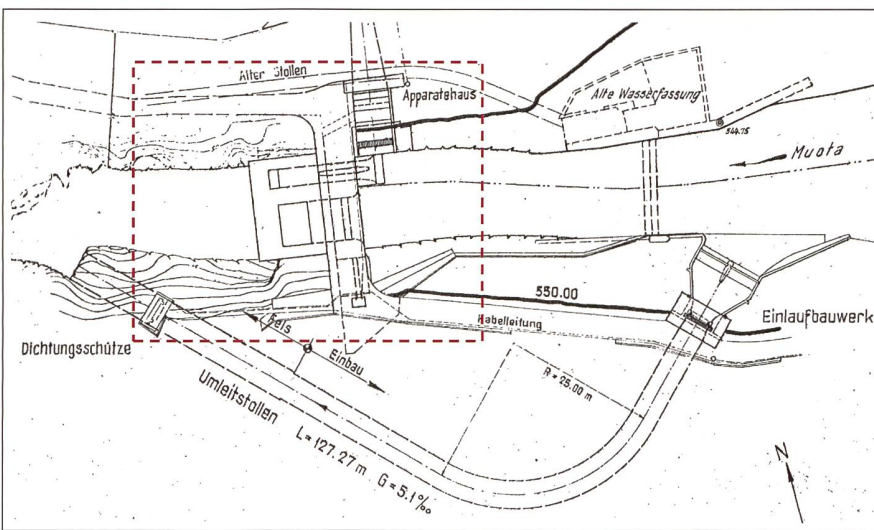 Alter Stollen
Apparatehaus
Alte Wasserfassung
544.75
Muota
550.00
Kabelleitung
Einlaufbauwerk
Fels
Einbau
Dichtungsschütze
Umleitstollen
R = 25.00 m
L = 127.27 m G = 5.1‰
N